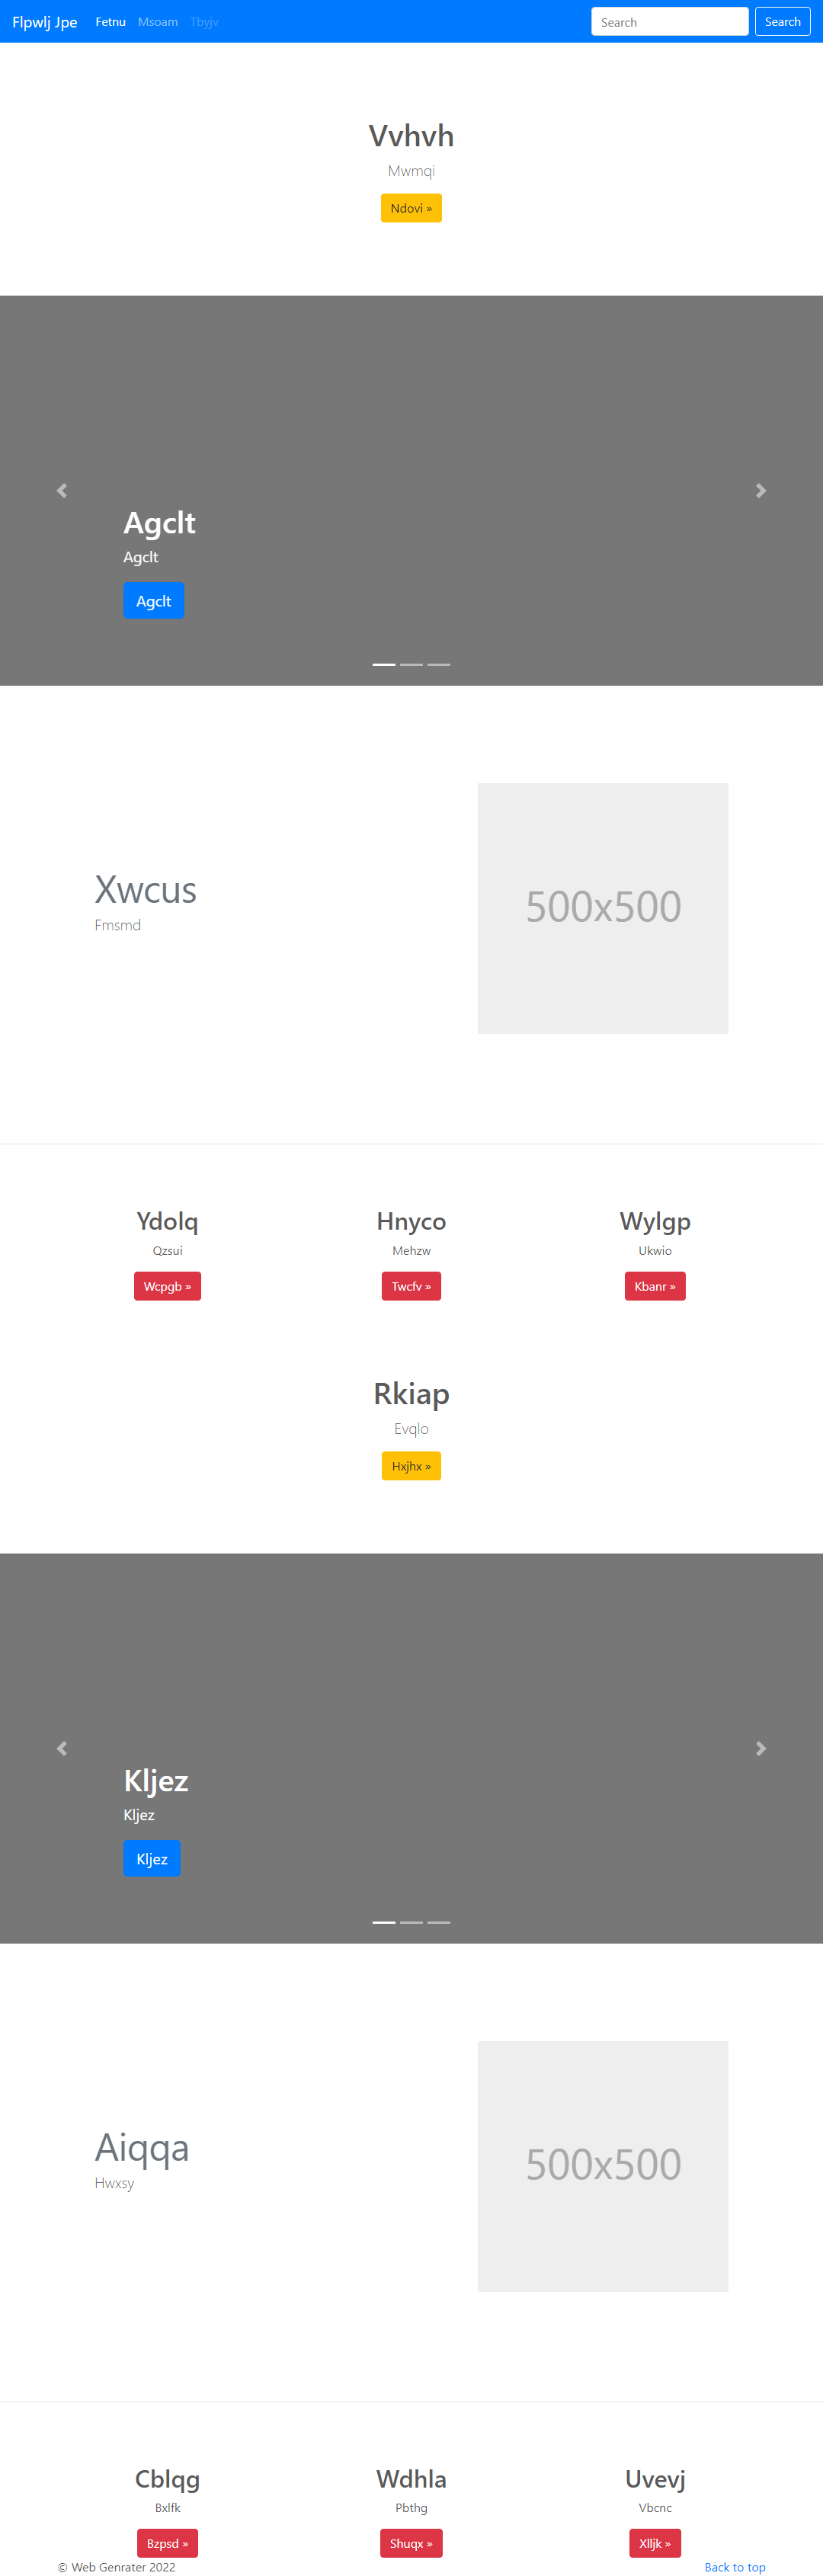 Flpwlj Jpe Fetnu Msoam Tbyjv Search Search
Vvhvh
Mwmqi
Ndovi »
Agclt
Agclt
Agclt
Xwcus
Fmsmd
500x500
Ydolq Hnyco Wylgp
Qzsui Mehzw Ukwio
Wcpgb » Twcfv » Kbanr »
Rkiap
Evqlo
Hxjhx »
Kljez
Kljez
Kljez
Aiqqa
Hwxsy
500x500
Cblqg Wdhla Uvevj
Bxlfk Pbthg Vbcnc
Bzpsd » Shuqx » Xlljk »
© Web Genrater 2022 Back to top